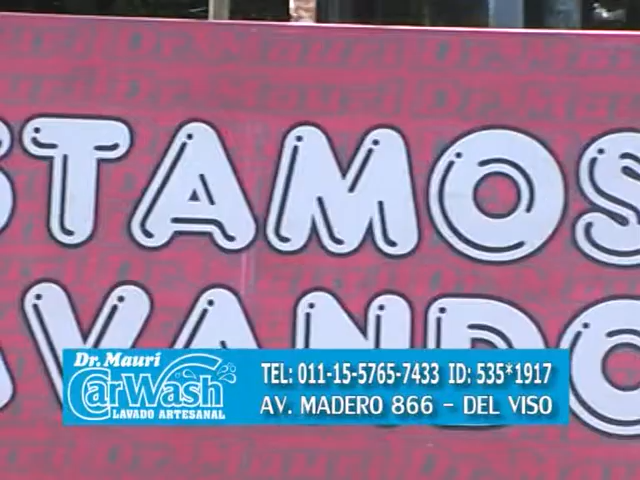 STAMOS
AVANDO
Dr. Mauri
CarWash
LAVADO ARTESANAL
TEL: 011-15-5765-7433 ID: 535*1917
AV. MADERO 866 - DEL VISO